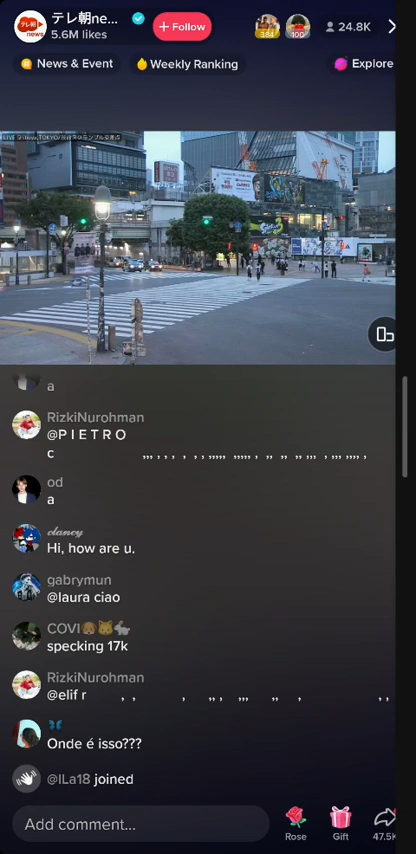 テレ朝ne...
5.6M likes
+ Follow
384
100
24.8K
News & Event
Weekly Ranking
Explore
a
RizkiNurohman
@P I E T R O
c ,,, , , , , , , ,,,,, ,,,,, , ,, ,, ,, ,,, , ,,, ,,,, ,
od
a
clancy
Hi, how are u.
gabrymun
@laura ciao
COVI🙈🐱🐇
specking 17k
RizkiNurohman
@elif r , , , ,, , ,,, ,, , , ,
🦋
Onde é isso???
@ILa18 joined
Add comment...
Rose
Gift
47.5K